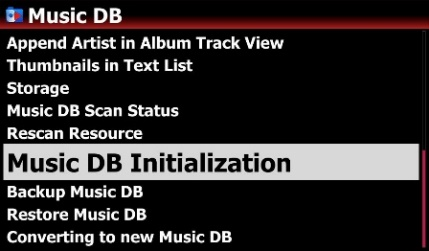 Music DB
Append Artist in Album Track View
Thumbnails in Text List
Storage
Music DB Scan Status
Rescan Resource
Music DB Initialization
Backup Music DB
Restore Music DB
Converting to new Music DB